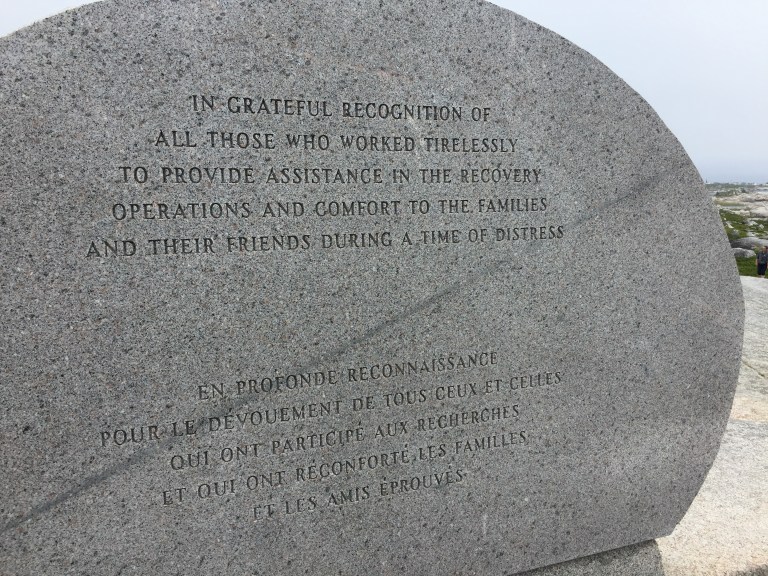 IN GRATEFUL RECOGNITION OF
ALL THOSE WHO WORKED TIRELESSLY
TO PROVIDE ASSISTANCE IN THE RECOVERY
OPERATIONS AND COMFORT TO THE FAMILIES
AND THEIR FRIENDS DURING A TIME OF DISTRESS
EN PROFONDE RECONNAISSANCE
POUR LE DÉVOUEMENT DE TOUS CEUX ET CELLES
QUI ONT PARTICIPÉ AUX RECHERCHES
ET QUI ONT RÉCONFORTÉ LES FAMILLES
ET LES AMIS ÉPROUVÉS